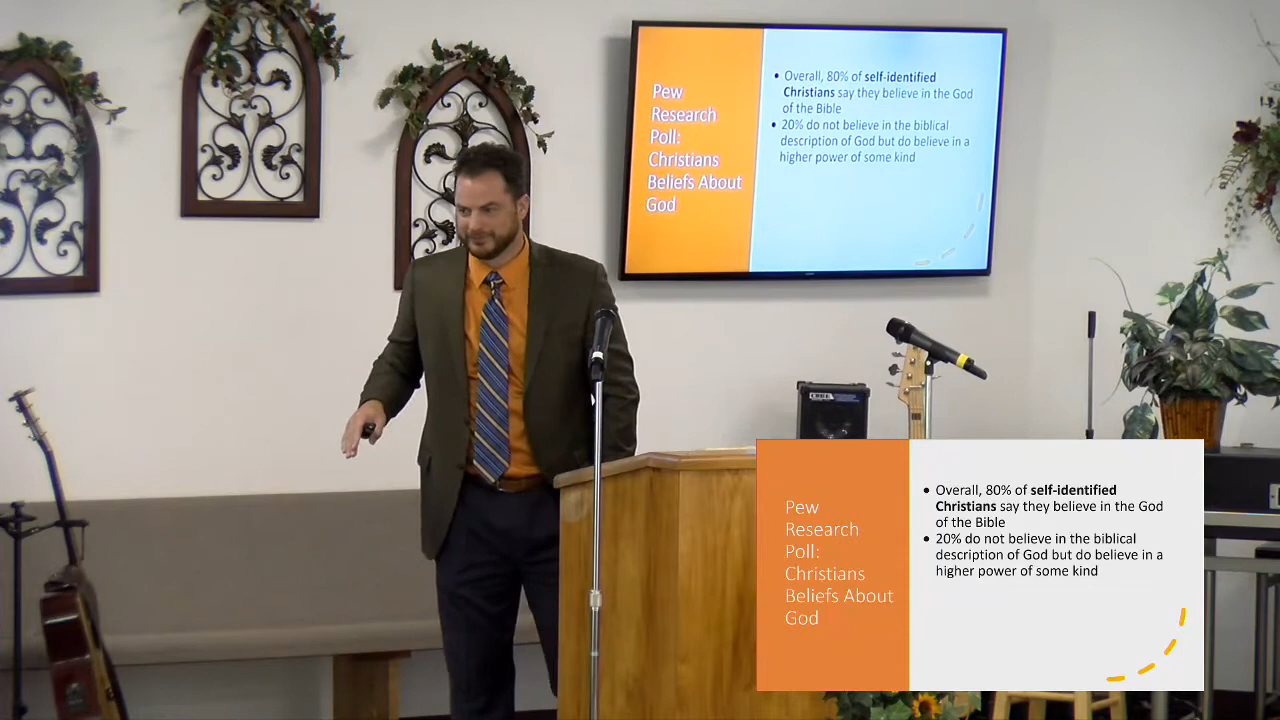 Pew
Research
Poll:
Christians
Beliefs About
God
• Overall, 80% of self-identified
Christians say they believe in the God
of the Bible
• 20% do not believe in the biblical
description of God but do believe in a
higher power of some kind
Pew
Research
Poll:
Christians
Beliefs About
God
• Overall, 80% of self-identified
Christians say they believe in the God
of the Bible
• 20% do not believe in the biblical
description of God but do believe in a
higher power of some kind